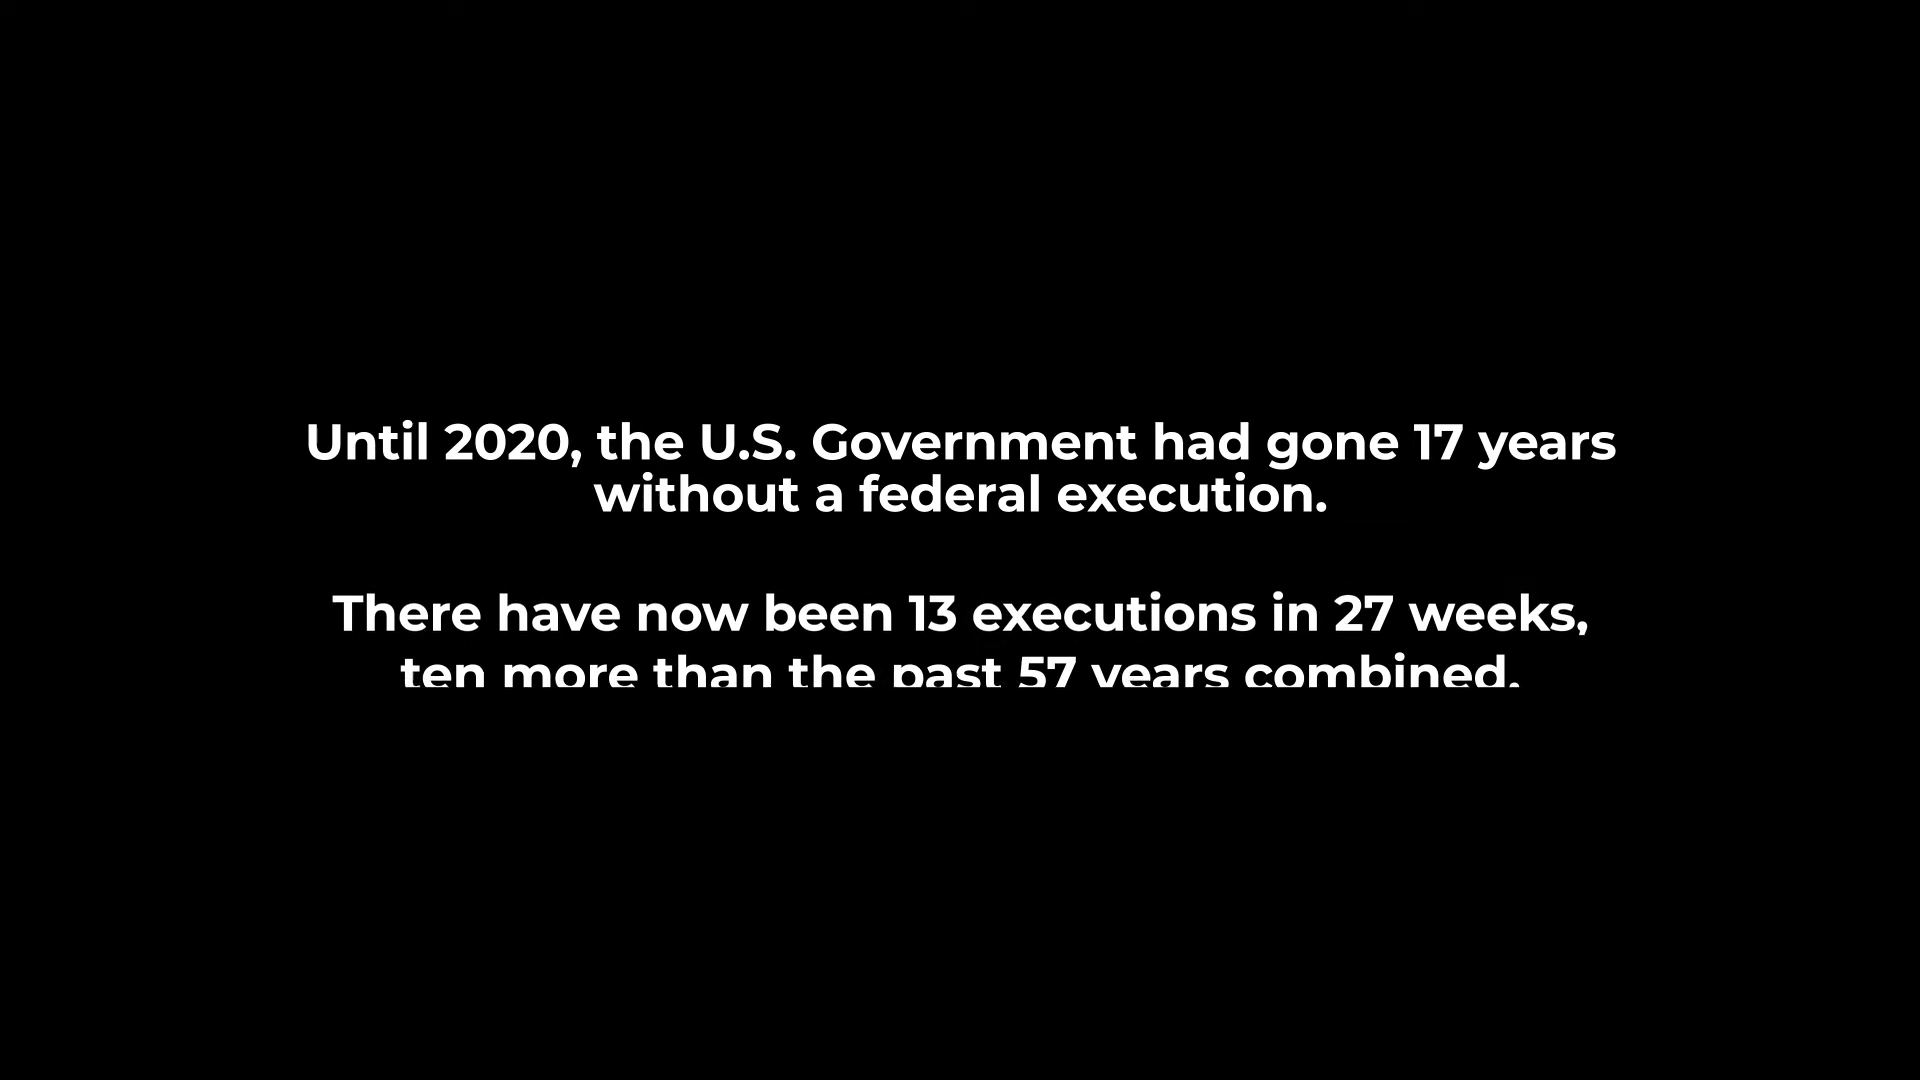 Until 2020, the U.S. Government had gone 17 years
without a federal execution.
There have now been 13 executions in 27 weeks,
ten more than the past 57 years combined.